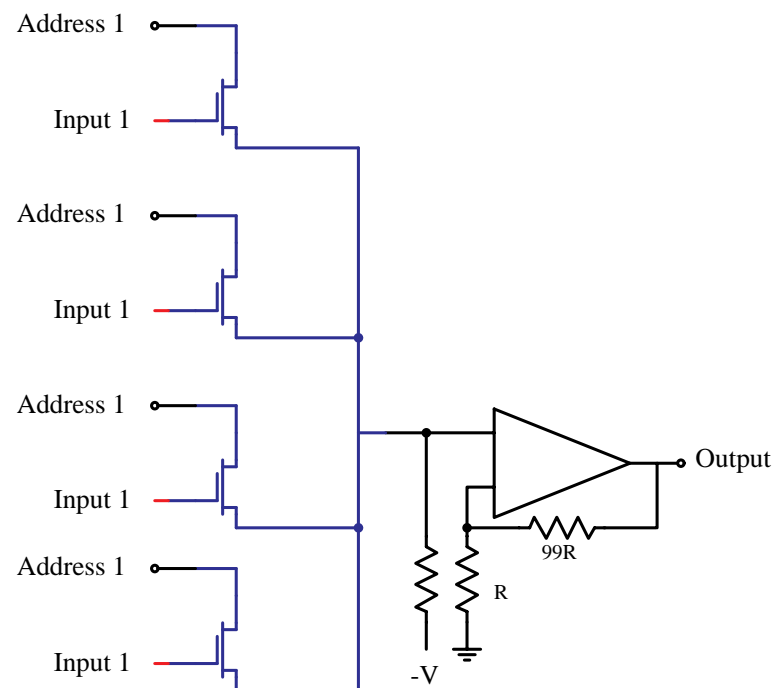 Address 1
Input 1
Address 1
Input 1
Address 1
Input 1
Output
99R
Address 1
R
Input 1
-V